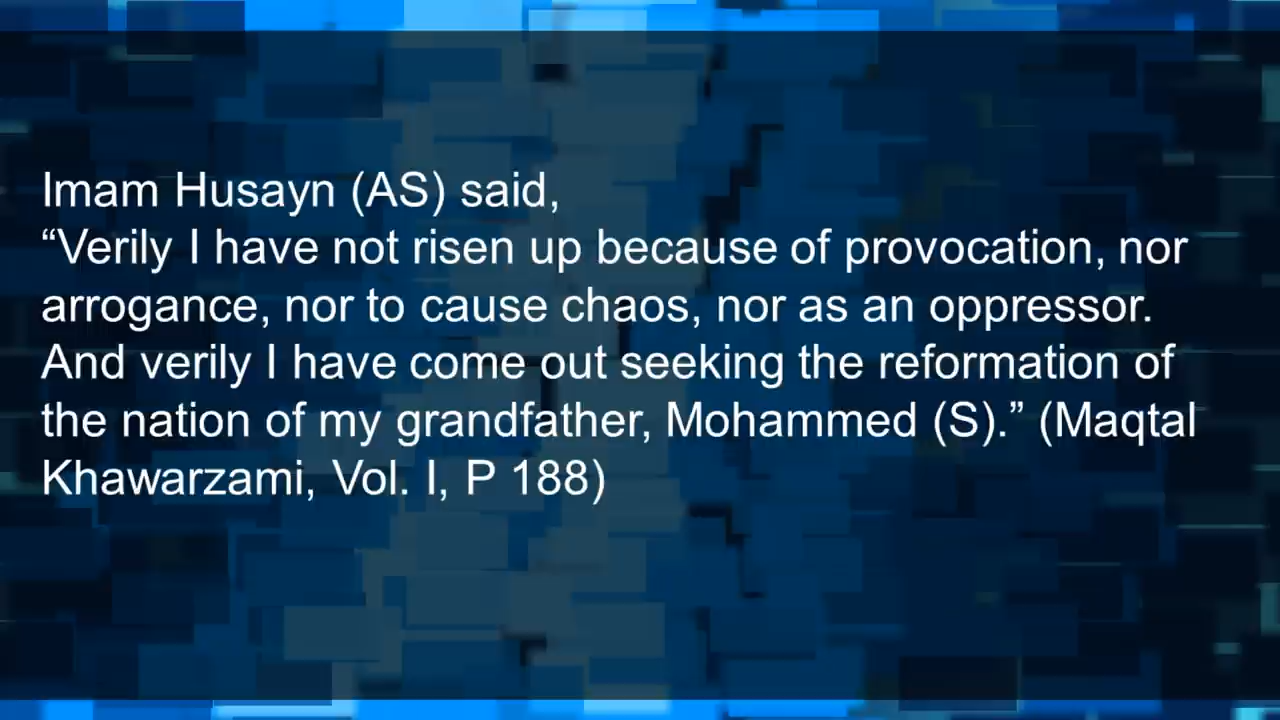 Imam Husayn (AS) said,
“Verily I have not risen up because of provocation, nor
arrogance, nor to cause chaos, nor as an oppressor.
And verily I have come out seeking the reformation of
the nation of my grandfather, Mohammed (S).” (Maqtal
Khawarzami, Vol. I, P 188)